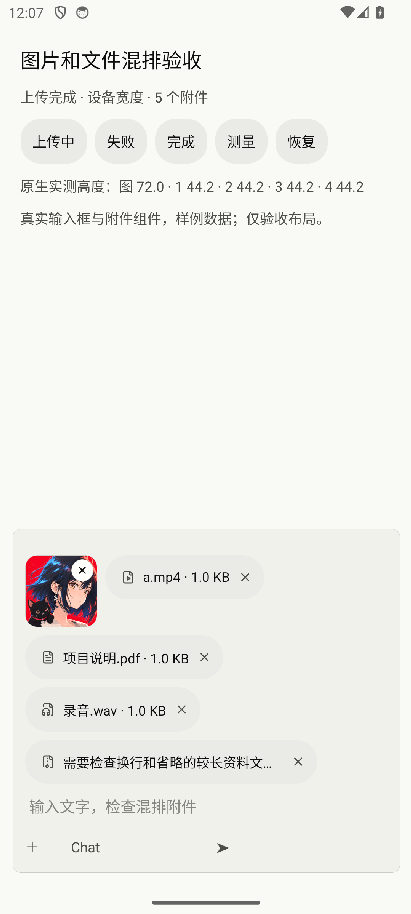 12:07
图片和文件混排验收
上传完成 · 设备宽度 · 5 个附件
上传中 失败 完成 测量 恢复
原生实测高度：图 72.0 · 1 44.2 · 2 44.2 · 3 44.2 · 4 44.2
真实输入框与附件组件，样例数据；仅验收布局。
a.mp4 · 1.0 KB
项目说明.pdf · 1.0 KB
录音.wav · 1.0 KB
需要检查换行和省略的较长资料文...
输入文字，检查混排附件
Chat